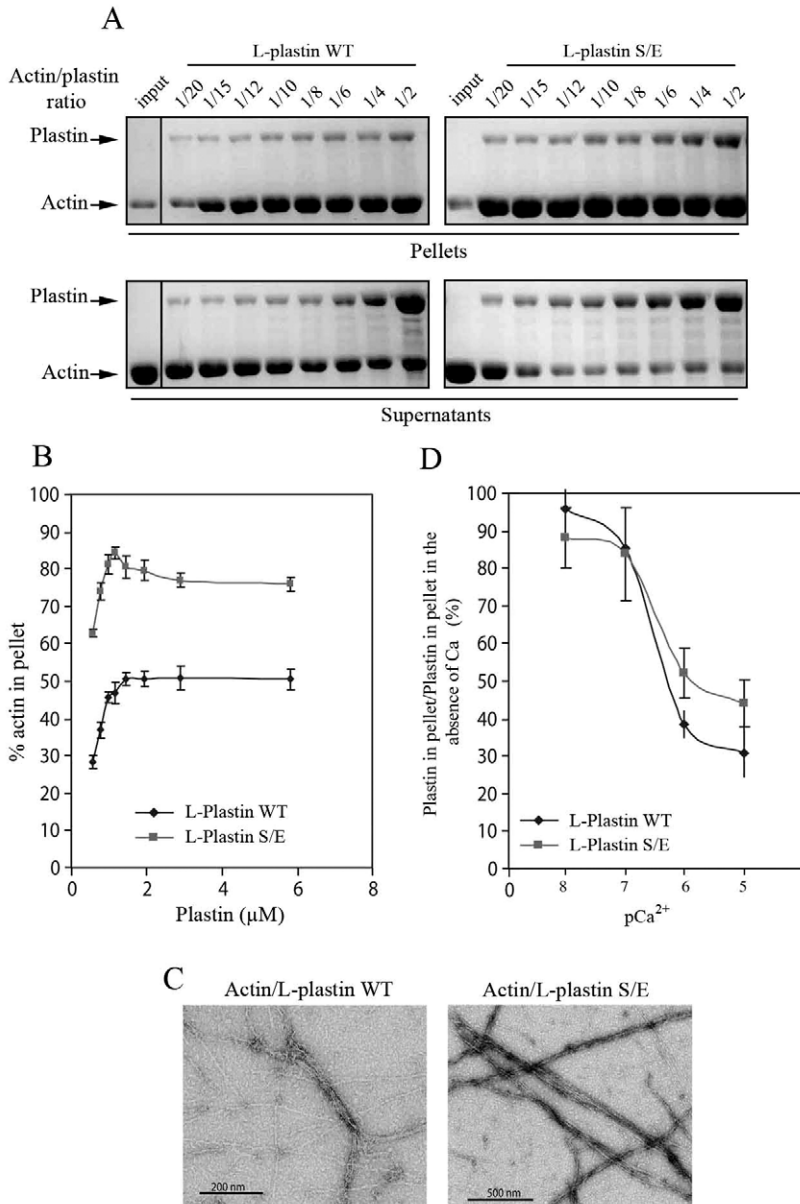 A
L-plastin WT
L-plastin S/E
Actin/plastin ratio
input 1/20 1/15 1/12 1/10 1/8 1/6 1/4 1/2
input 1/20 1/15 1/12 1/10 1/8 1/6 1/4 1/2
Plastin
Actin
Pellets
Plastin
Actin
Supernatants
B
% actin in pellet
100
90
80
70
60
50
40
30
20
10
0
L-Plastin WT
L-Plastin S/E
0 2 4 6 8
Plastin (µM)
D
Plastin in pellet/Plastin in pellet in the
absence of Ca (%)
100
90
80
70
60
50
40
30
20
10
0
L-Plastin WT
L-Plastin S/E
0 8 7 6 5
pCa2+
C
Actin/L-plastin WT
Actin/L-plastin S/E
200 nm
500 nm